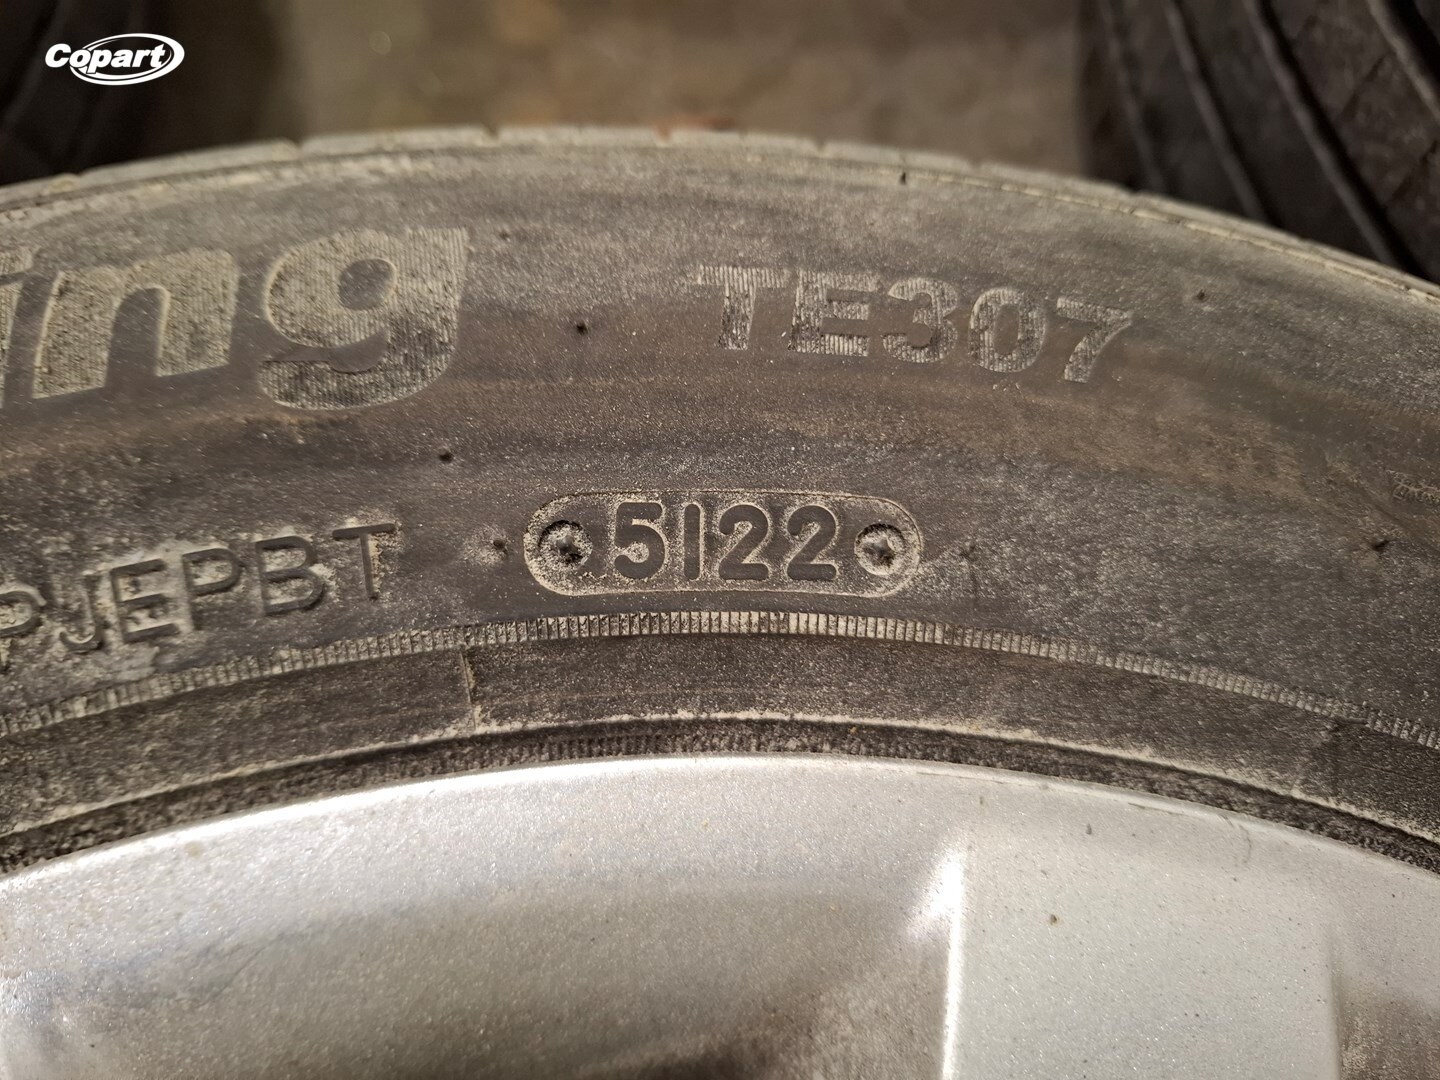 Copart
ing TE307
PJEPBT 5122